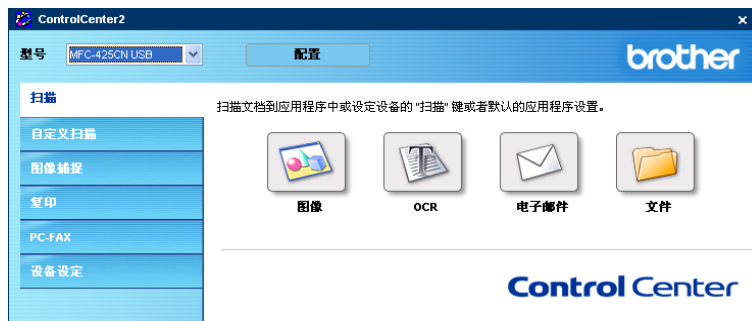 ControlCenter2
型号 MFC-425CN USB 配置 brother
扫描
扫描文档到应用程序中或设定设备的"扫描"键或者默认的应用程序设置。
自定义扫描
图像捕捉
复印
PC-FAX
设备设定
图像 OCR 电子邮件 文件
Control Center